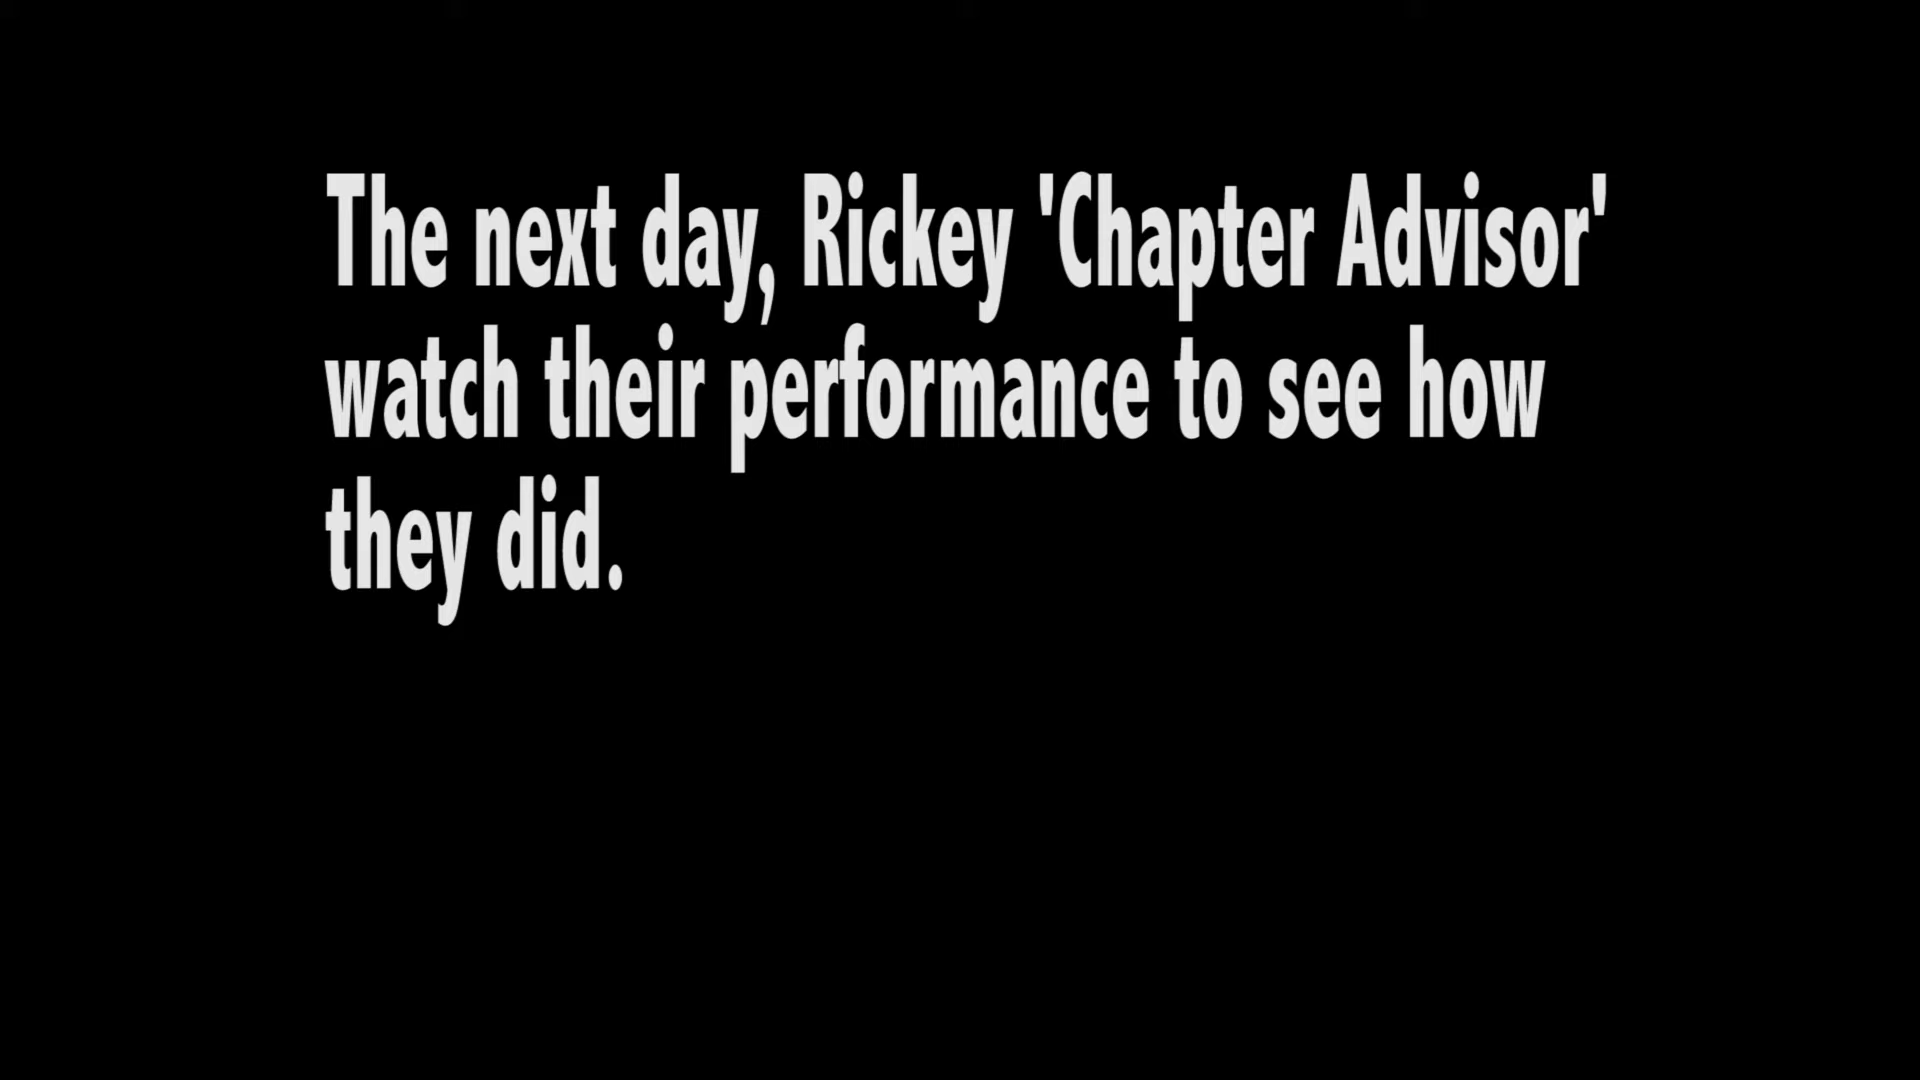 The next day, Rickey 'Chapter Advisor'
watch their performance to see how
they did.